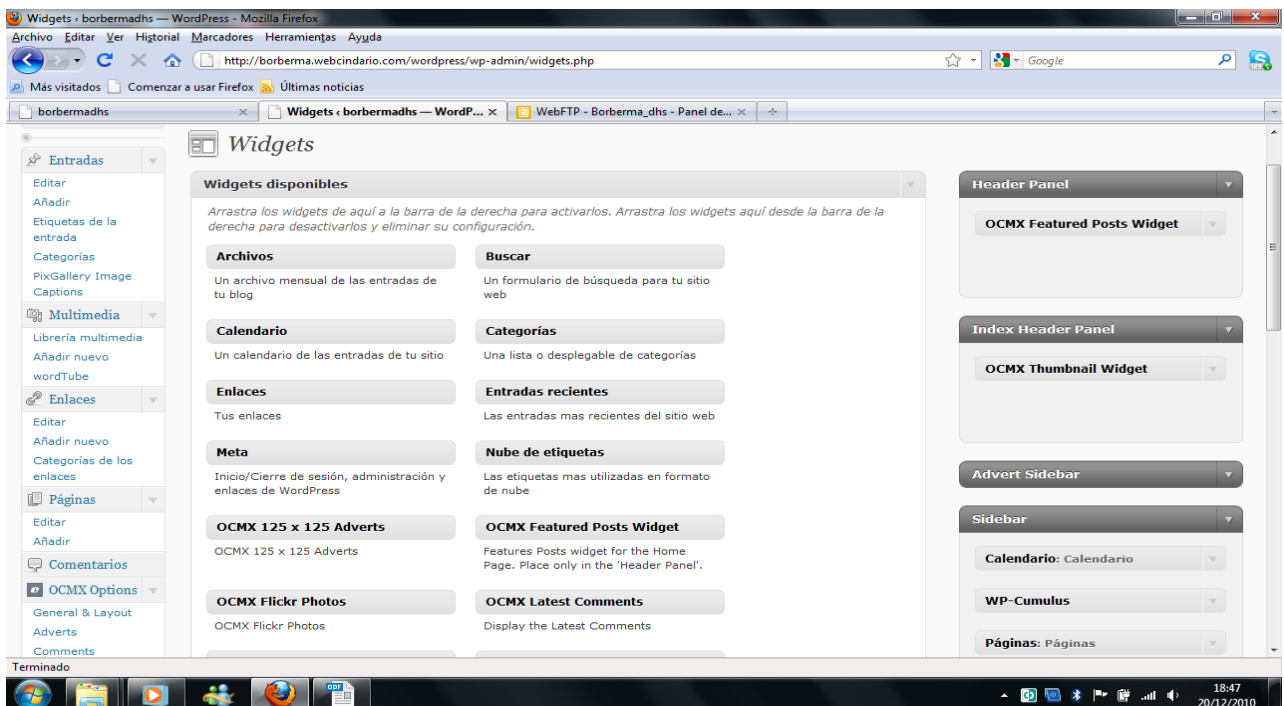 Widgets ‹ borbermadhs — WordPress - Mozilla Firefox
Archivo Editar Ver Historial Marcadores Herramientas Ayuda
http://borberma.webcindario.com/wordpress/wp-admin/widgets.php
Google
Más visitados Comenzar a usar Firefox Últimas noticias
borbermadhs
Widgets ‹ borbermadhs — WordP...
WebFTP - Borberma_dhs - Panel de...
Entradas
Editar
Añadir
Etiquetas de la
entrada
Categorías
PixGallery Image
Captions
Multimedia
Librería multimedia
Añadir nuevo
wordTube
Enlaces
Editar
Añadir nuevo
Categorías de los
enlaces
Páginas
Editar
Añadir
Comentarios
OCMX Options
General & Layout
Adverts
Comments
Widgets
Widgets disponibles
Arrastra los widgets de aquí a la barra de la derecha para activarlos. Arrastra los widgets aquí desde la barra de la
derecha para desactivarlos y eliminar su configuración.
Archivos
Un archivo mensual de las entradas de
tu blog
Buscar
Un formulario de búsqueda para tu sitio
web
Calendario
Un calendario de las entradas de tu sitio
Categorías
Una lista o desplegable de categorías
Enlaces
Tus enlaces
Entradas recientes
Las entradas mas recientes del sitio web
Meta
Inicio/Cierre de sesión, administración y
enlaces de WordPress
Nube de etiquetas
Las etiquetas mas utilizadas en formato
de nube
OCMX 125 x 125 Adverts
OCMX 125 x 125 Adverts
OCMX Featured Posts Widget
Features Posts widget for the Home
Page. Place only in the 'Header Panel'.
OCMX Flickr Photos
OCMX Flickr Photos
OCMX Latest Comments
Display the Latest Comments
Header Panel
OCMX Featured Posts Widget
Index Header Panel
OCMX Thumbnail Widget
Advert Sidebar
Sidebar
Calendario: Calendario
WP-Cumulus
Páginas: Páginas
Terminado
ODF
18:47
20/12/2010